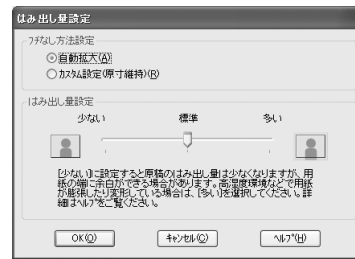 はみ出し量設定
フチなし方法設定
自動拡大(A)
カスタム設定(原寸維持)(R)
はみ出し量設定
少ない 標準 多い
[少ない]に設定すると原稿のはみ出し量は少なくなりますが、用
紙の端に余白ができる場合があります。高湿度環境などで用紙
が膨張したり変形している場合は、[多い]を選択してください。詳
細はヘルプをご覧ください。
OK(O) キャンセル(C) ヘルプ(H)